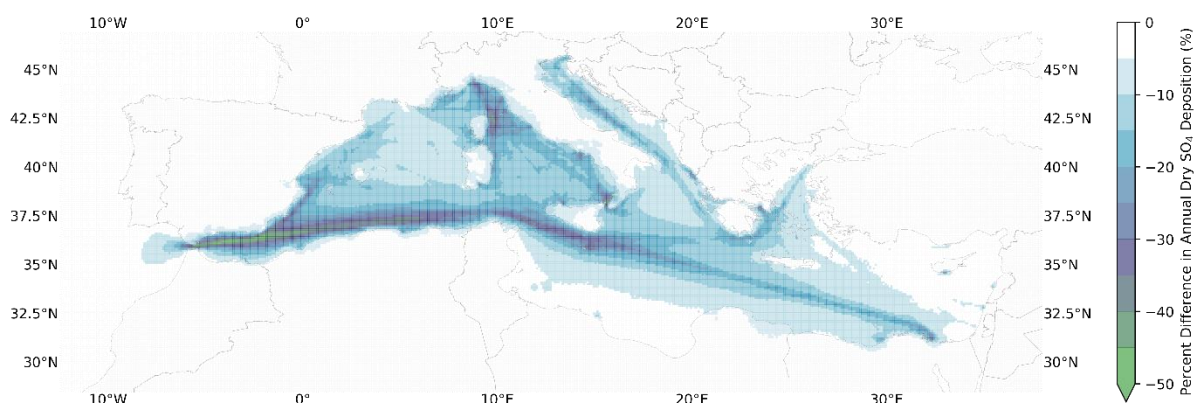 10°W 0° 10°E 20°E 30°E
0
45°N 45°N
−10
42.5°N 42.5°N
40°N 40°N
−20
37.5°N 37.5°N
35°N 35°N
−30
32.5°N 32.5°N
−40
30°N 30°N
−50
10°W 0° 10°E 20°E 30°E
Percent Difference in Annual Dry SO₄ Deposition (%)